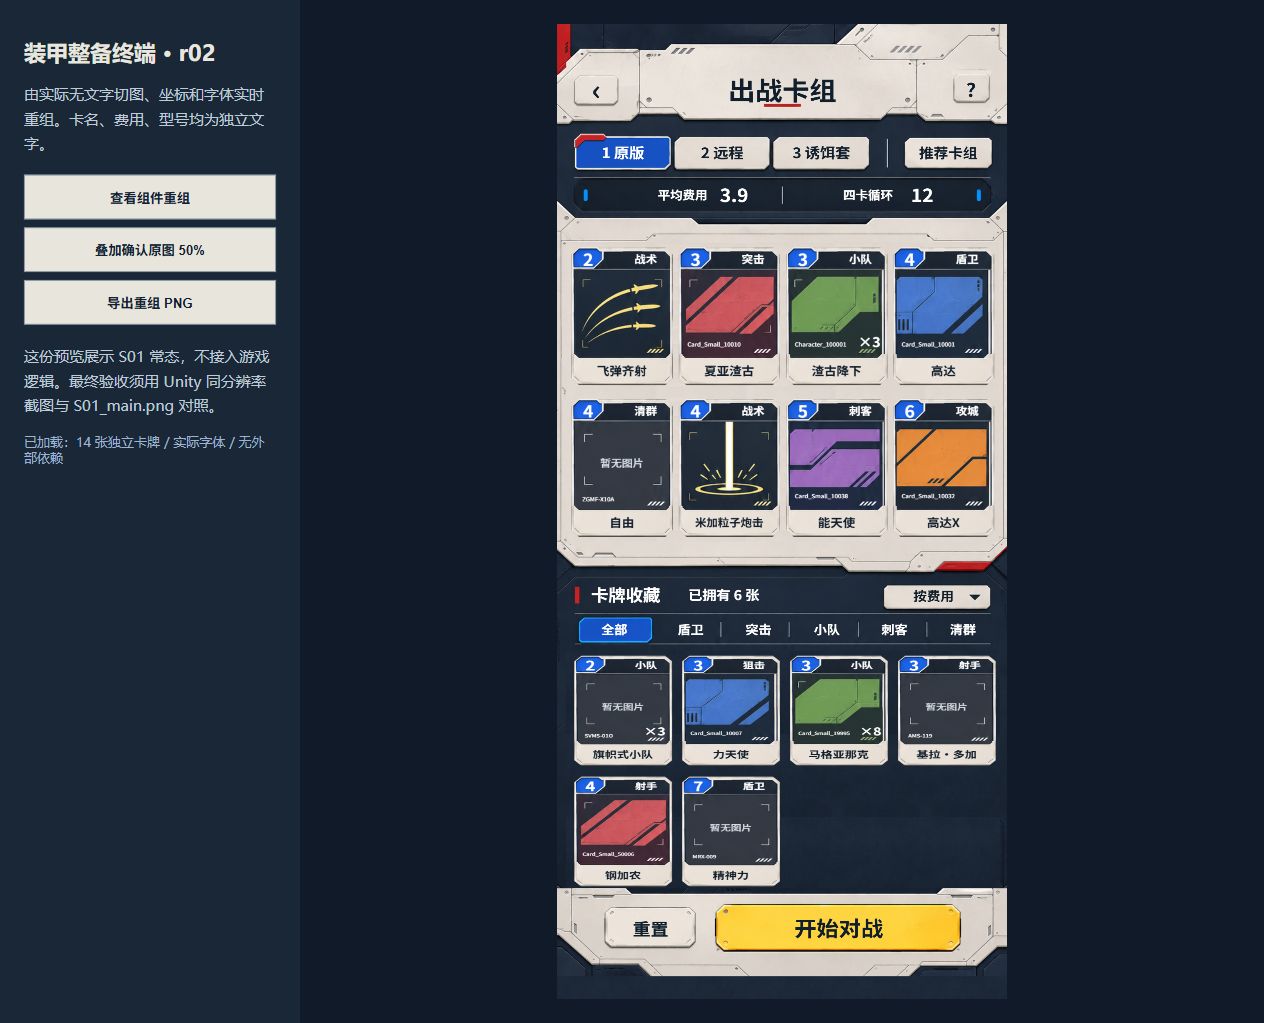 装甲整备终端 • r02
由实际无文字切图、坐标和字体实时
重组。卡名、费用、型号均为独立文
字。
查看组件重组
叠加确认原图 50%
导出重组 PNG
这份预览展示 S01 常态，不接入游戏
逻辑。最终验收须用 Unity 同分辨率
截图与 S01_main.png 对照。
已加载：14 张独立卡牌 / 实际字体 / 无外
部依赖
‹
出战卡组
?
1 原版
2 远程
3 诱饵套
推荐卡组
平均费用 3.9
四卡循环 12
2 战术
飞弹齐射
3 突击
Card_Small_10010
夏亚渣古
3 小队
Character_100001
×3
渣古降下
4 盾卫
Card_Small_10001
高达
4 清群
暂无图片
ZGMF-X10A
自由
4 战术
米加粒子炮击
5 刺客
Card_Small_10038
能天使
6 攻城
Card_Small_10032
高达X
卡牌收藏
已拥有 6 张
按费用
全部
盾卫
突击
小队
刺客
清群
2 小队
暂无图片
SVMS-01O
×3
旗帜式小队
3 狙击
Card_Small_10007
力天使
3 小队
Card_Small_19995
×8
马格亚那克
3 射手
暂无图片
AMS-119
基拉・多加
4 射手
Card_Small_50006
钢加农
7 盾卫
暂无图片
MRX-009
精神力
重置
开始对战